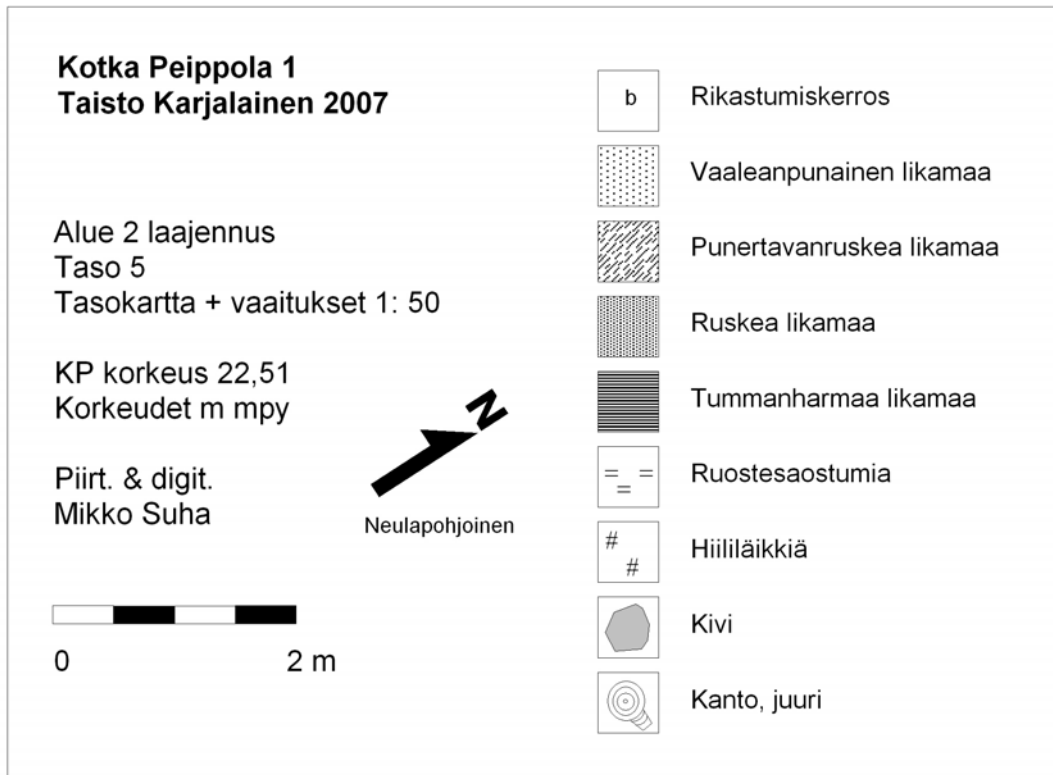 Kotka Peippola 1
Taisto Karjalainen 2007
Alue 2 laajennus
Taso 5
Tasokartta + vaaitukset 1: 50
KP korkeus 22,51
Korkeudet m mpy
Piirt. & digit.
Mikko Suha
N
Neulapohjoinen
0 2 m
b Rikastumiskerros
Vaaleanpunainen likamaa
Punertavanruskea likamaa
Ruskea likamaa
Tummanharmaa likamaa
= = = Ruostesaostumia
# # Hiililäikkiä
Kivi
Kanto, juuri